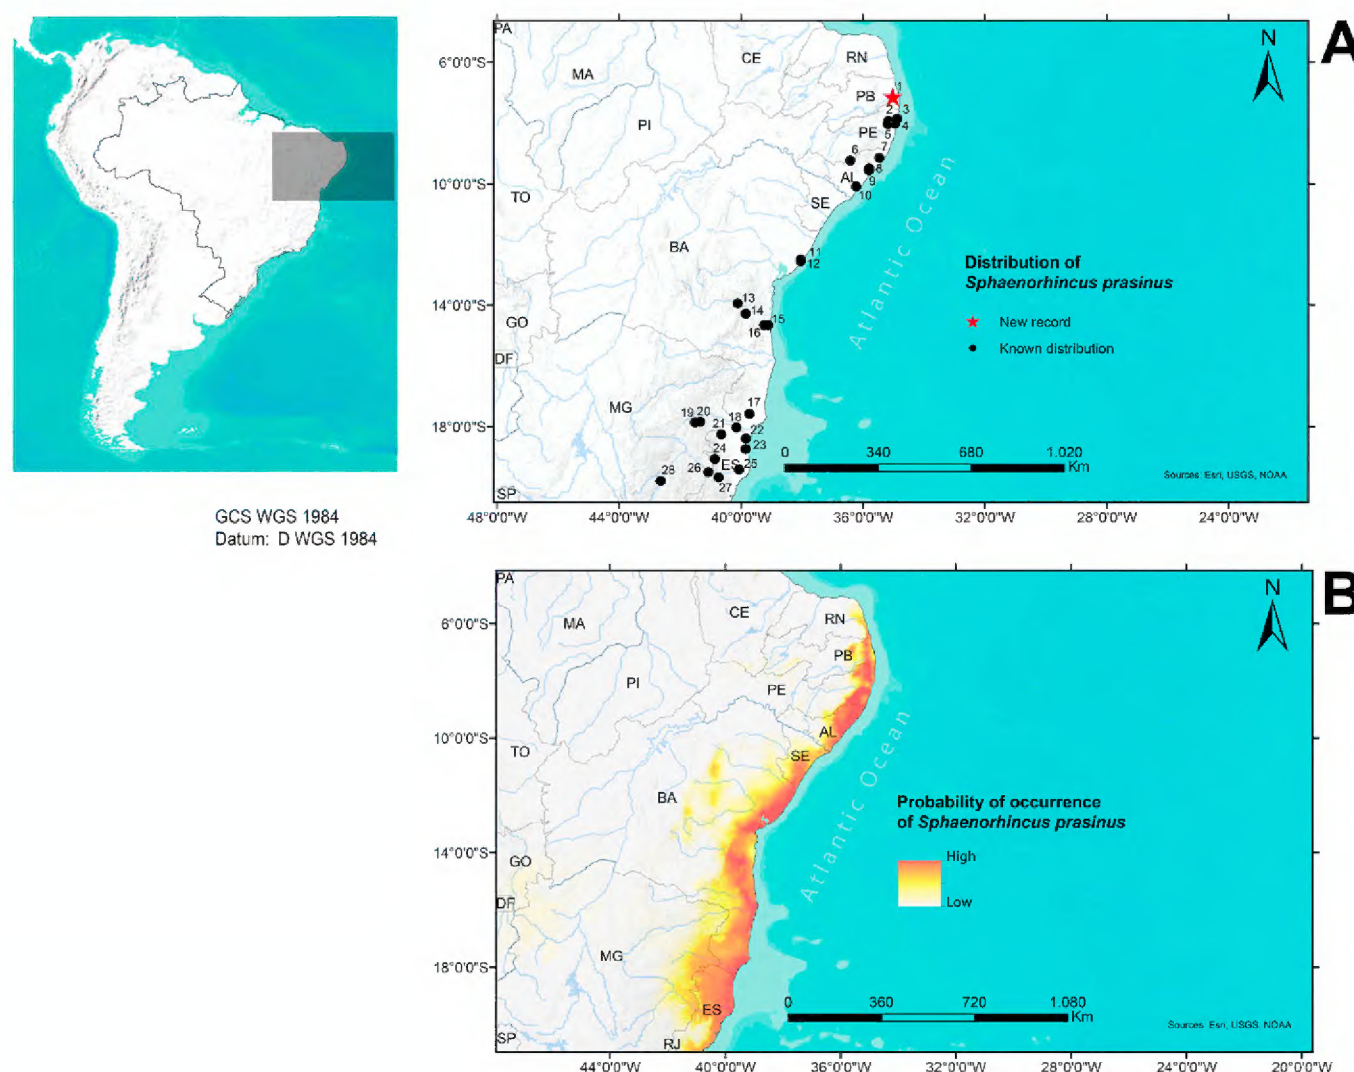 GCS WGS 1984
Datum: D WGS 1984
A
PA
6°0'0"S
MA
CE
RN
N
PI
PB
1
2
3
4
5
PE
6
7
8
9
AL
10
10°0'0"S
TO
SE
BA
11
12
Atlantic Ocean
Distribution of
Sphaenorhincus prasinus
New record
Known distribution
13
14°0'0"S
14
15
16
GO
DF
MG
17
18
19
20
21
22
18°0'0"S
23
24
ES
25
26
27
28
SP
0
340
680
1.020
Km
Sources: Esri, USGS, NOAA
48°0'0"W
44°0'0"W
40°0'0"W
36°0'0"W
32°0'0"W
28°0'0"W
24°0'0"W
B
PA
6°0'0"S
MA
CE
RN
N
PB
PI
PE
AL
10°0'0"S
TO
SE
BA
Atlantic Ocean
Probability of occurrence
of Sphaenorhincus prasinus
High
Low
14°0'0"S
GO
DF
MG
18°0'0"S
ES
SP
RJ
0
360
720
1.080
Km
Sources: Esri, USGS, NOAA
44°0'0"W
40°0'0"W
36°0'0"W
32°0'0"W
28°0'0"W
24°0'0"W
20°0'0"W